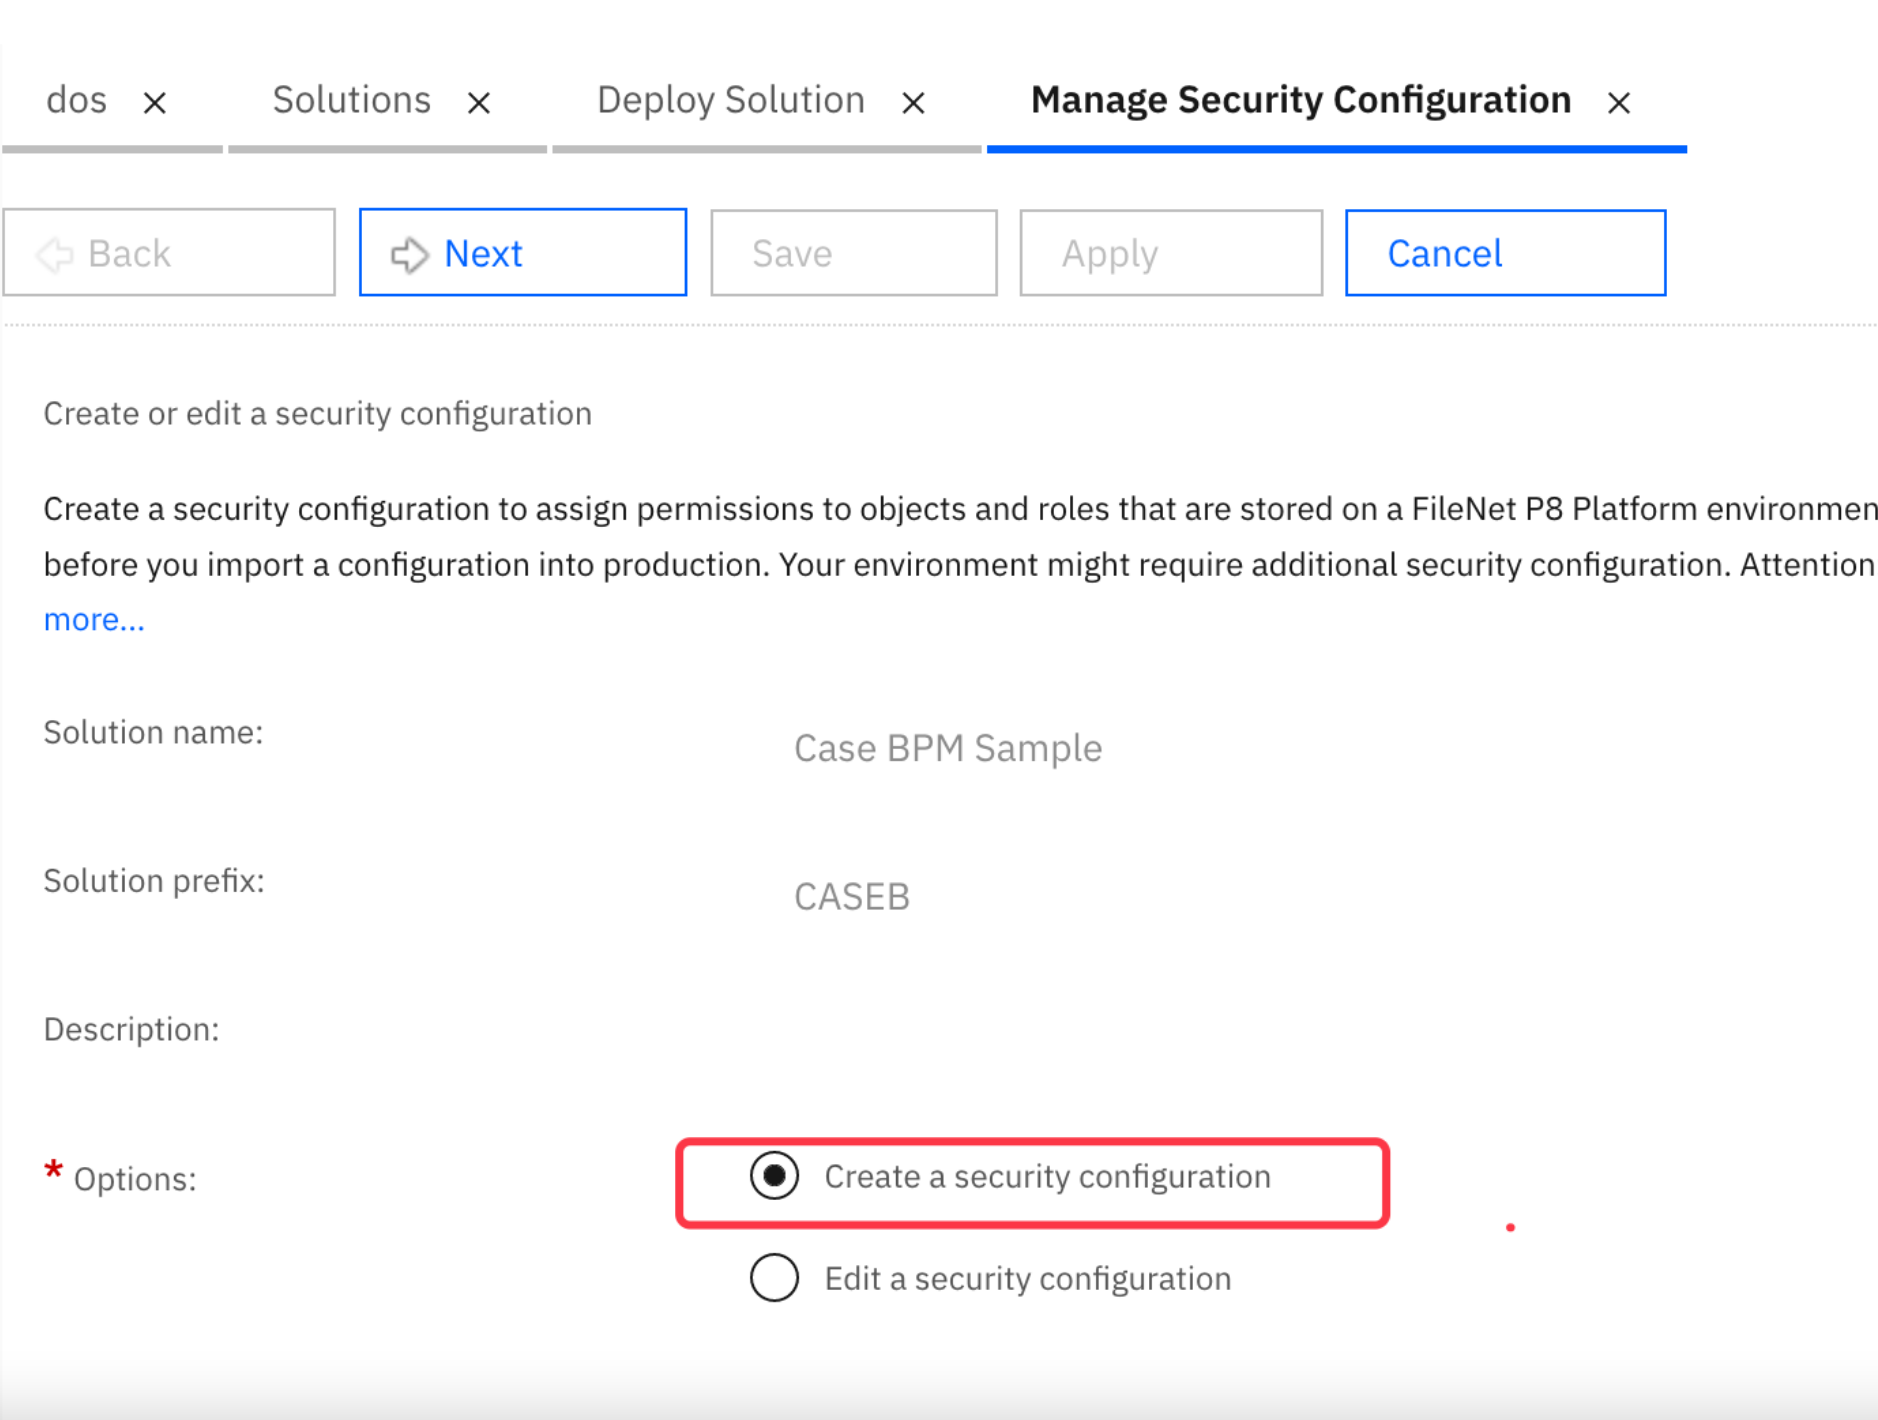 dos × Solutions × Deploy Solution × Manage Security Configuration ×
Back Next Save Apply Cancel
Create or edit a security configuration
Create a security configuration to assign permissions to objects and roles that are stored on a FileNet P8 Platform environmen
before you import a configuration into production. Your environment might require additional security configuration. Attention
more...
Solution name: Case BPM Sample
Solution prefix: CASEB
Description:
* Options: Create a security configuration
Edit a security configuration